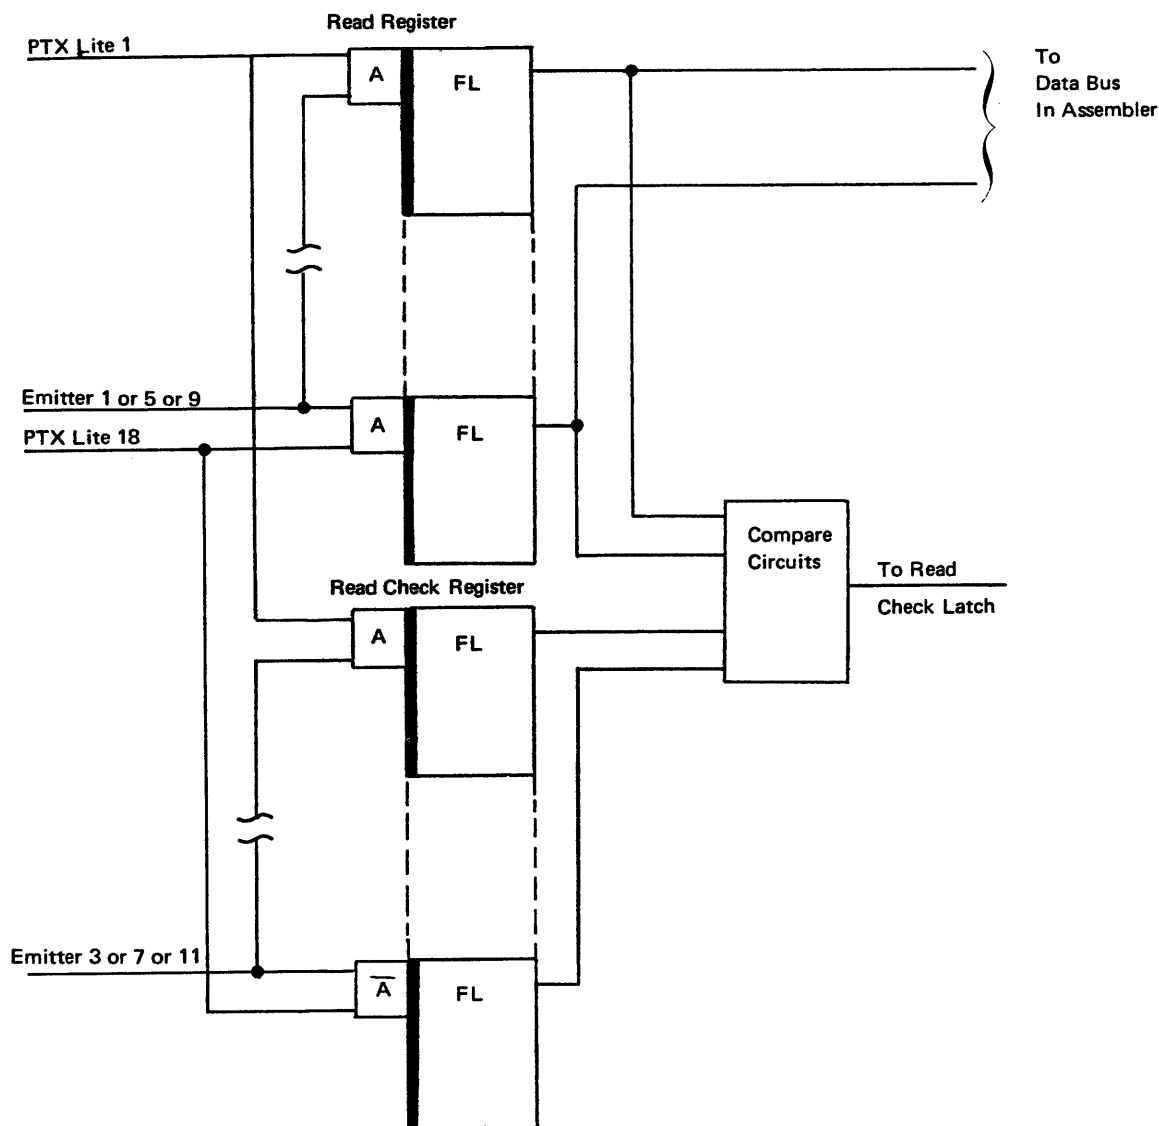 Read Register
PTX Lite 1
A
FL
To
Data Bus
In Assembler
Emitter 1 or 5 or 9
A
FL
PTX Lite 18
Compare
Circuits
To Read
Check Latch
Read Check Register
A
FL
Emitter 3 or 7 or 11
A
FL